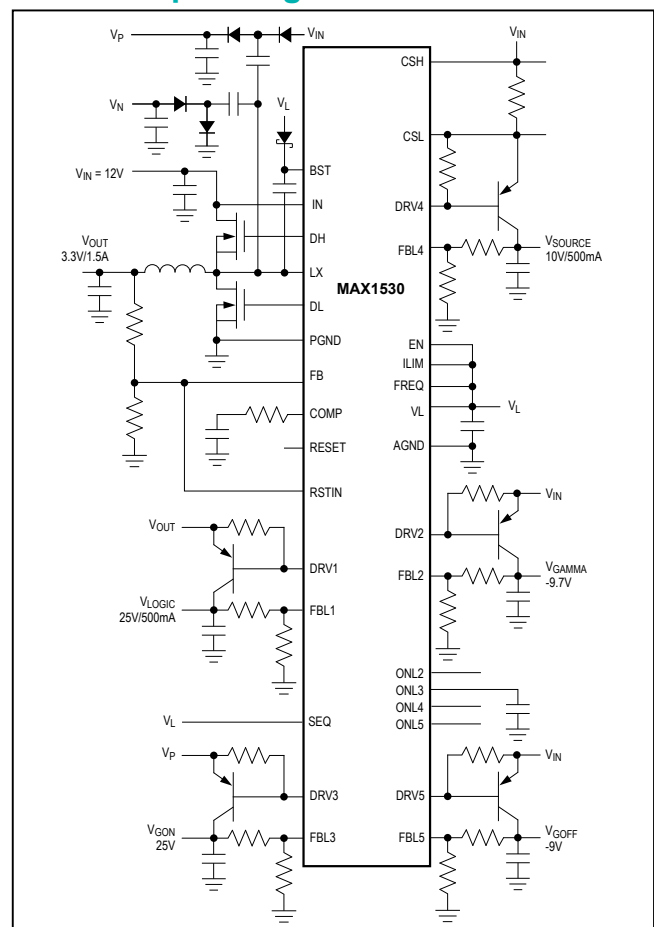 VP
VIN
VIN
CSH
VN
VL
CSL
BST
VIN = 12V
IN
DRV4
DH
VOUT
3.3V/1.5A
FBL4
VSOURCE
10V/500mA
LX
MAX1530
DL
PGND
EN
ILIM
FB
FREQ
COMP
VL
VL
RESET
AGND
RSTIN
VIN
VOUT
DRV2
DRV1
FBL2
VGAMMA
-9.7V
VLOGIC
25V/500mA
FBL1
ONL2
ONL3
ONL4
ONL5
VL
SEQ
VP
VIN
DRV3
DRV5
VGON
25V
FBL3
FBL5
VGOFF
-9V